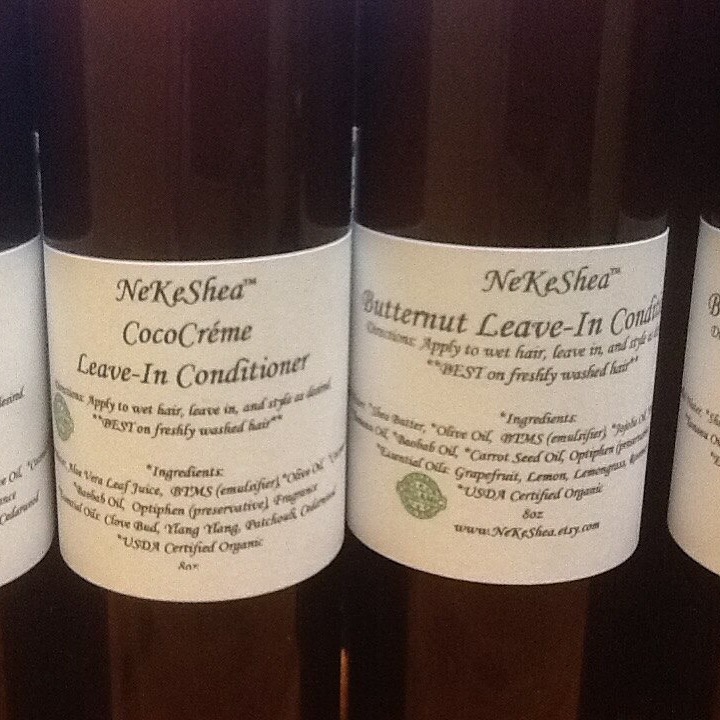 NeKeShea™
CocoCréme
Leave-In Conditioner
Directions: Apply to wet hair, leave in, and style as desired.
**BEST on freshly washed hair**
*Ingredients:
Aloe Vera Leaf Juice, BTMS (emulsifier), *Olive Oil,
*Baobab Oil, Optiphen (preservative), Fragrance
Essential Oils: Clove Bud, Ylang Ylang, Patchouli, Cedarwood
*USDA Certified Organic
8oz
NeKeShea™
Butternut Leave-In
Directions: Apply to wet hair, leave in, and style as
**BEST on freshly washed hair**
*Ingredients:
*Shea Butter, *Olive Oil, BTMS (emulsifier), *Jojoba Oil,
Oil, *Baobab Oil, *Carrot Seed Oil, Optiphen
*Essential Oils: Grapefruit, Lemon, Lemongrass,
*USDA Certified Organic
8oz
www.NeKeShea.etsy.com